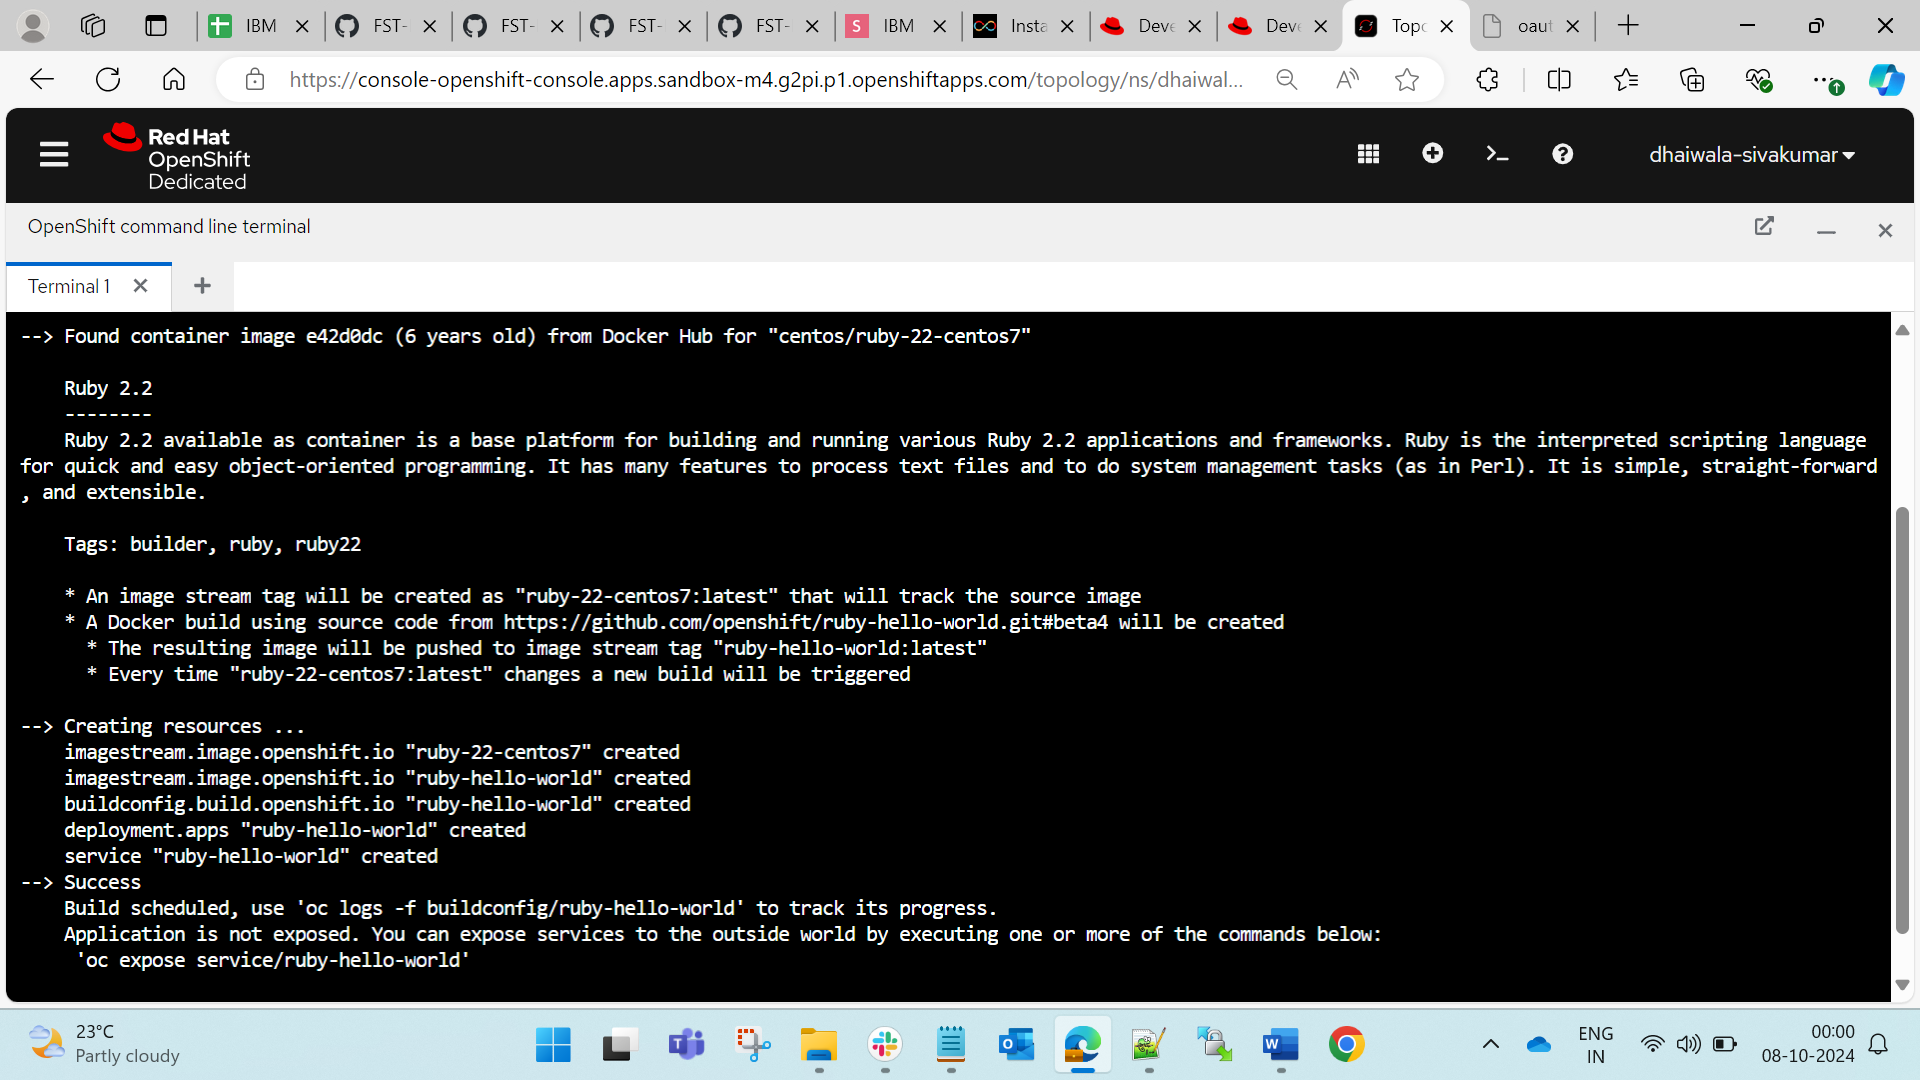 IBM
FST-
FST-
FST-
FST-
S
IBM
Insta
Deve
Deve
Topo
oaut
https://console-openshift-console.apps.sandbox-m4.g2pi.p1.openshiftapps.com/topology/ns/dhaiwal...
Red Hat
OpenShift
Dedicated
dhaiwala-sivakumar
OpenShift command line terminal
Terminal 1
--> Found container image e42d0dc (6 years old) from Docker Hub for "centos/ruby-22-centos7"
Ruby 2.2
--------
Ruby 2.2 available as container is a base platform for building and running various Ruby 2.2 applications and frameworks. Ruby is the interpreted scripting language
for quick and easy object-oriented programming. It has many features to process text files and to do system management tasks (as in Perl). It is simple, straight-forward
, and extensible.
Tags: builder, ruby, ruby22
* An image stream tag will be created as "ruby-22-centos7:latest" that will track the source image
* A Docker build using source code from https://github.com/openshift/ruby-hello-world.git#beta4 will be created
* The resulting image will be pushed to image stream tag "ruby-hello-world:latest"
* Every time "ruby-22-centos7:latest" changes a new build will be triggered
--> Creating resources ...
imagestream.image.openshift.io "ruby-22-centos7" created
imagestream.image.openshift.io "ruby-hello-world" created
buildconfig.build.openshift.io "ruby-hello-world" created
deployment.apps "ruby-hello-world" created
service "ruby-hello-world" created
--> Success
Build scheduled, use 'oc logs -f buildconfig/ruby-hello-world' to track its progress.
Application is not exposed. You can expose services to the outside world by executing one or more of the commands below:
'oc expose service/ruby-hello-world'
23°C
Partly cloudy
ENG
IN
00:00
08-10-2024